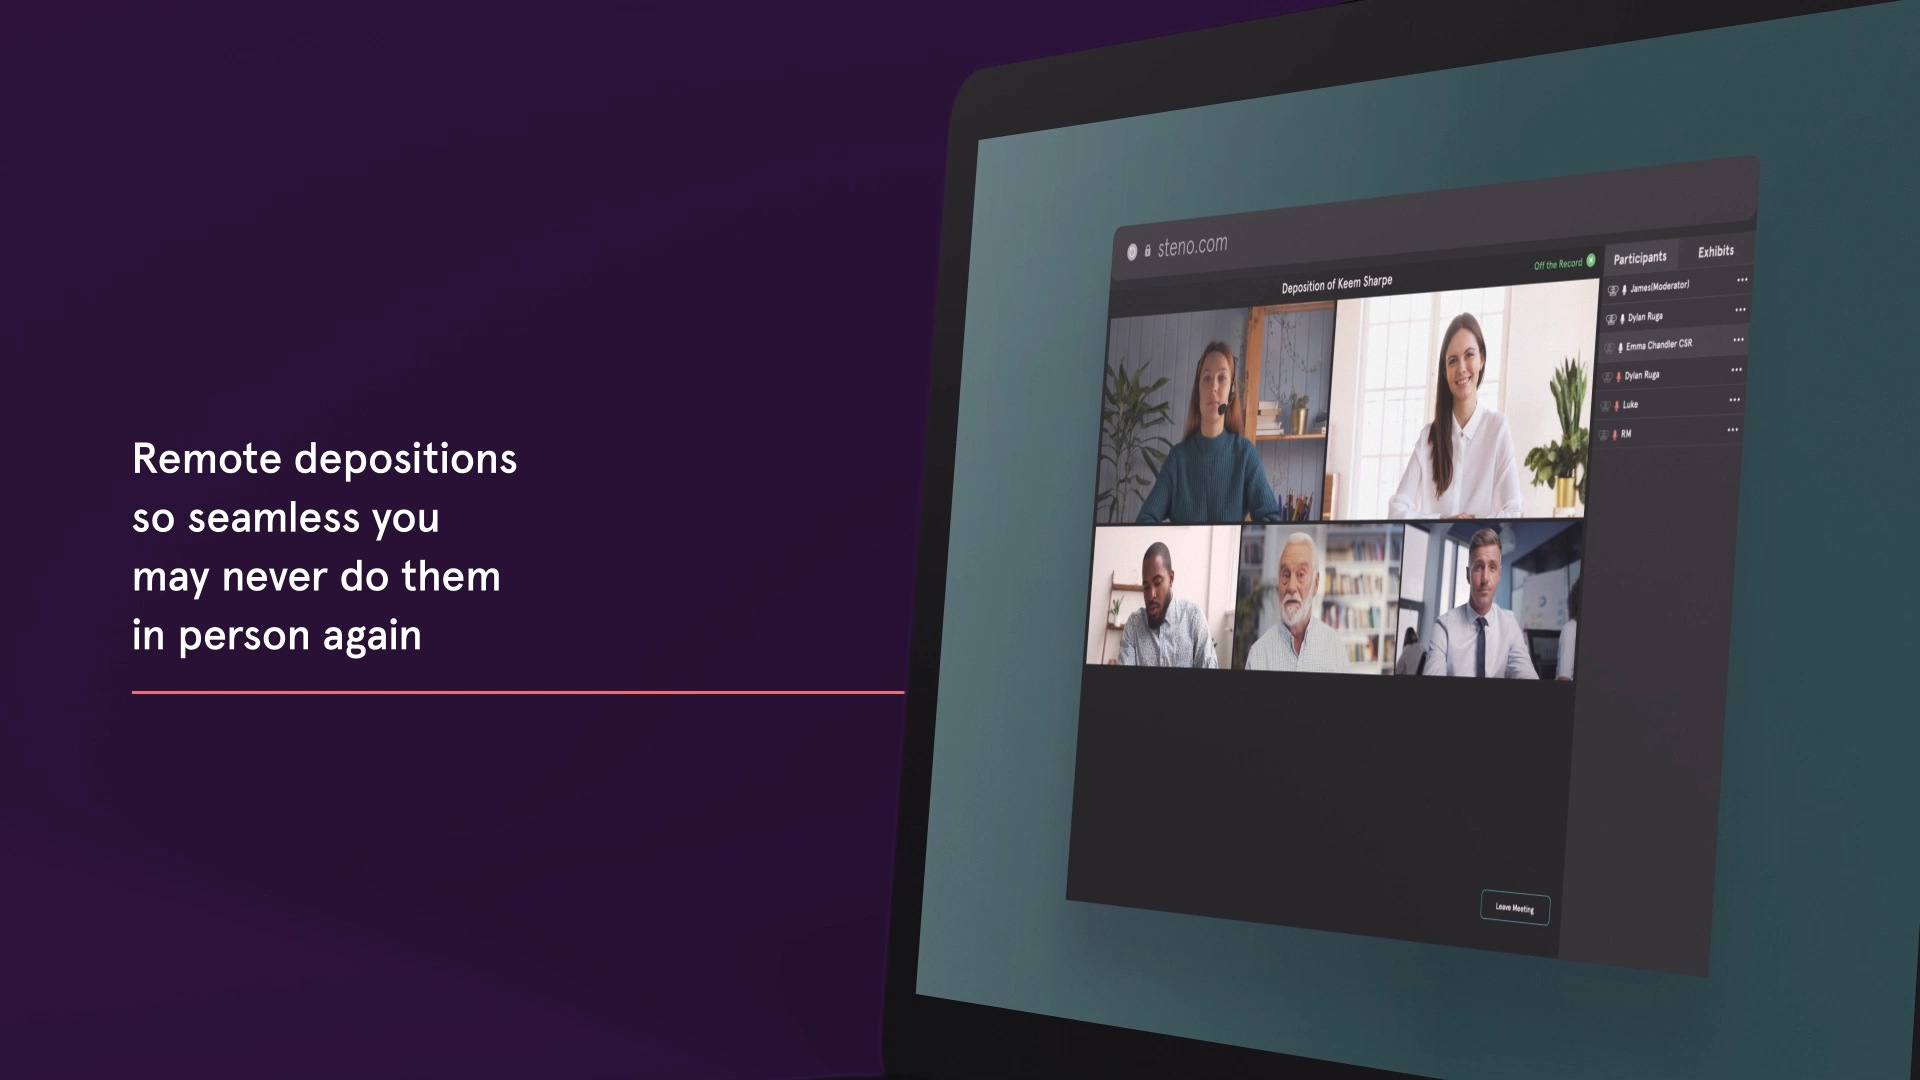 Remote depositions
so seamless you
may never do them
in person again
steno.com
Deposition of Keem Sharpe
Off the Record
Participants
Exhibits
James(Moderator)
Dylan Ruga
Emma Chandler CSR
Dylan Ruga
Luke
RM
Leave Meeting